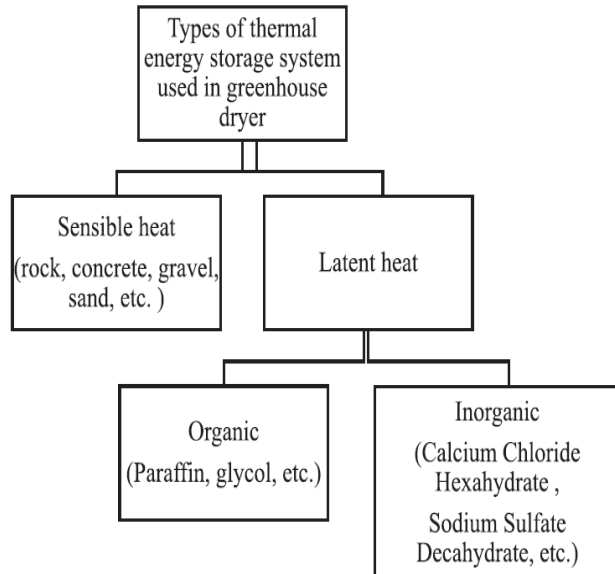 Types of thermal
energy storage system
used in greenhouse
dryer
Sensible heat
(rock, concrete, gravel,
sand, etc. )
Latent heat
Organic
(Paraffin, glycol, etc.)
Inorganic
(Calcium Chloride
Hexahydrate ,
Sodium Sulfate
Decahydrate, etc.)